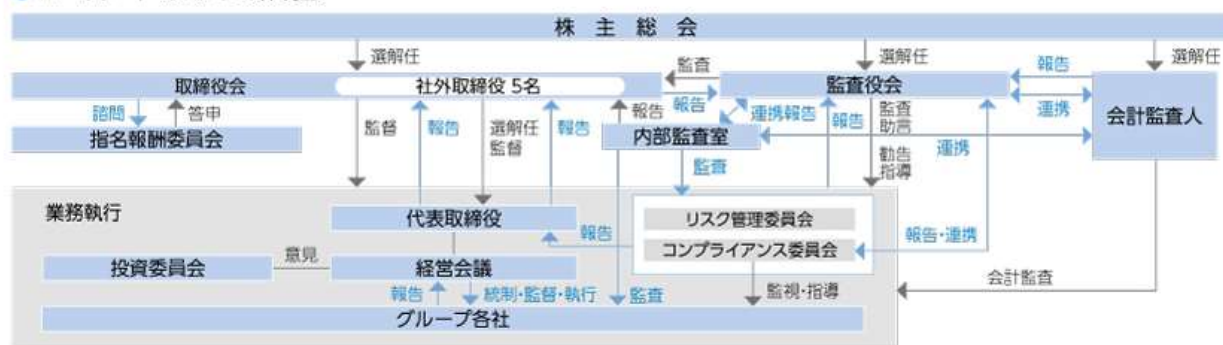 株主総会
選解任
選解任
選解任
取締役会
社外取締役 5名
監査
監査役会
報告
報告
連携
会計監査人
諮問
答申
指名報酬委員会
監督
報告
選解任
監督
報告
報告
連携報告
報告
監査
助言
内部監査室
連携
勧告
指導
監査
業務執行
代表取締役
報告
リスク管理委員会
コンプライアンス委員会
報告・連携
投資委員会
意見
経営会議
会計監査
報告
統制・監督・執行
監査
監視・指導
グループ各社